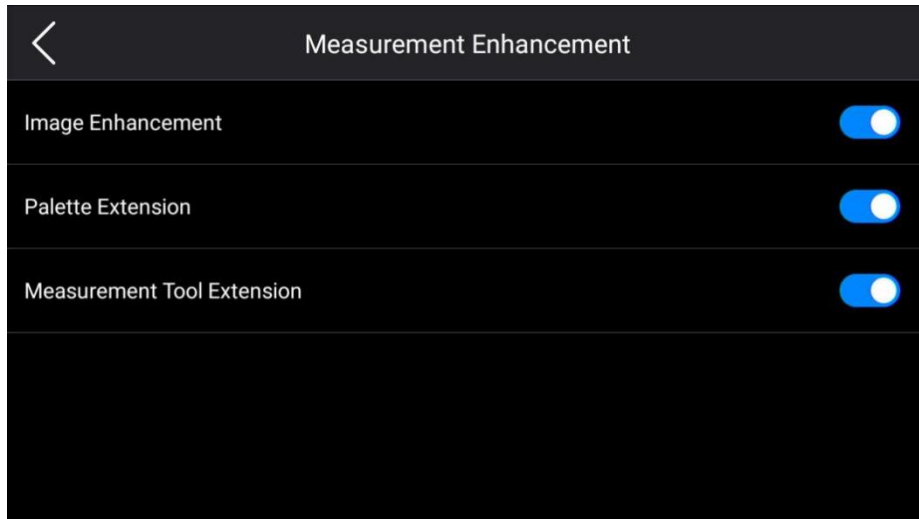 Measurement Enhancement
Image Enhancement
Palette Extension
Measurement Tool Extension